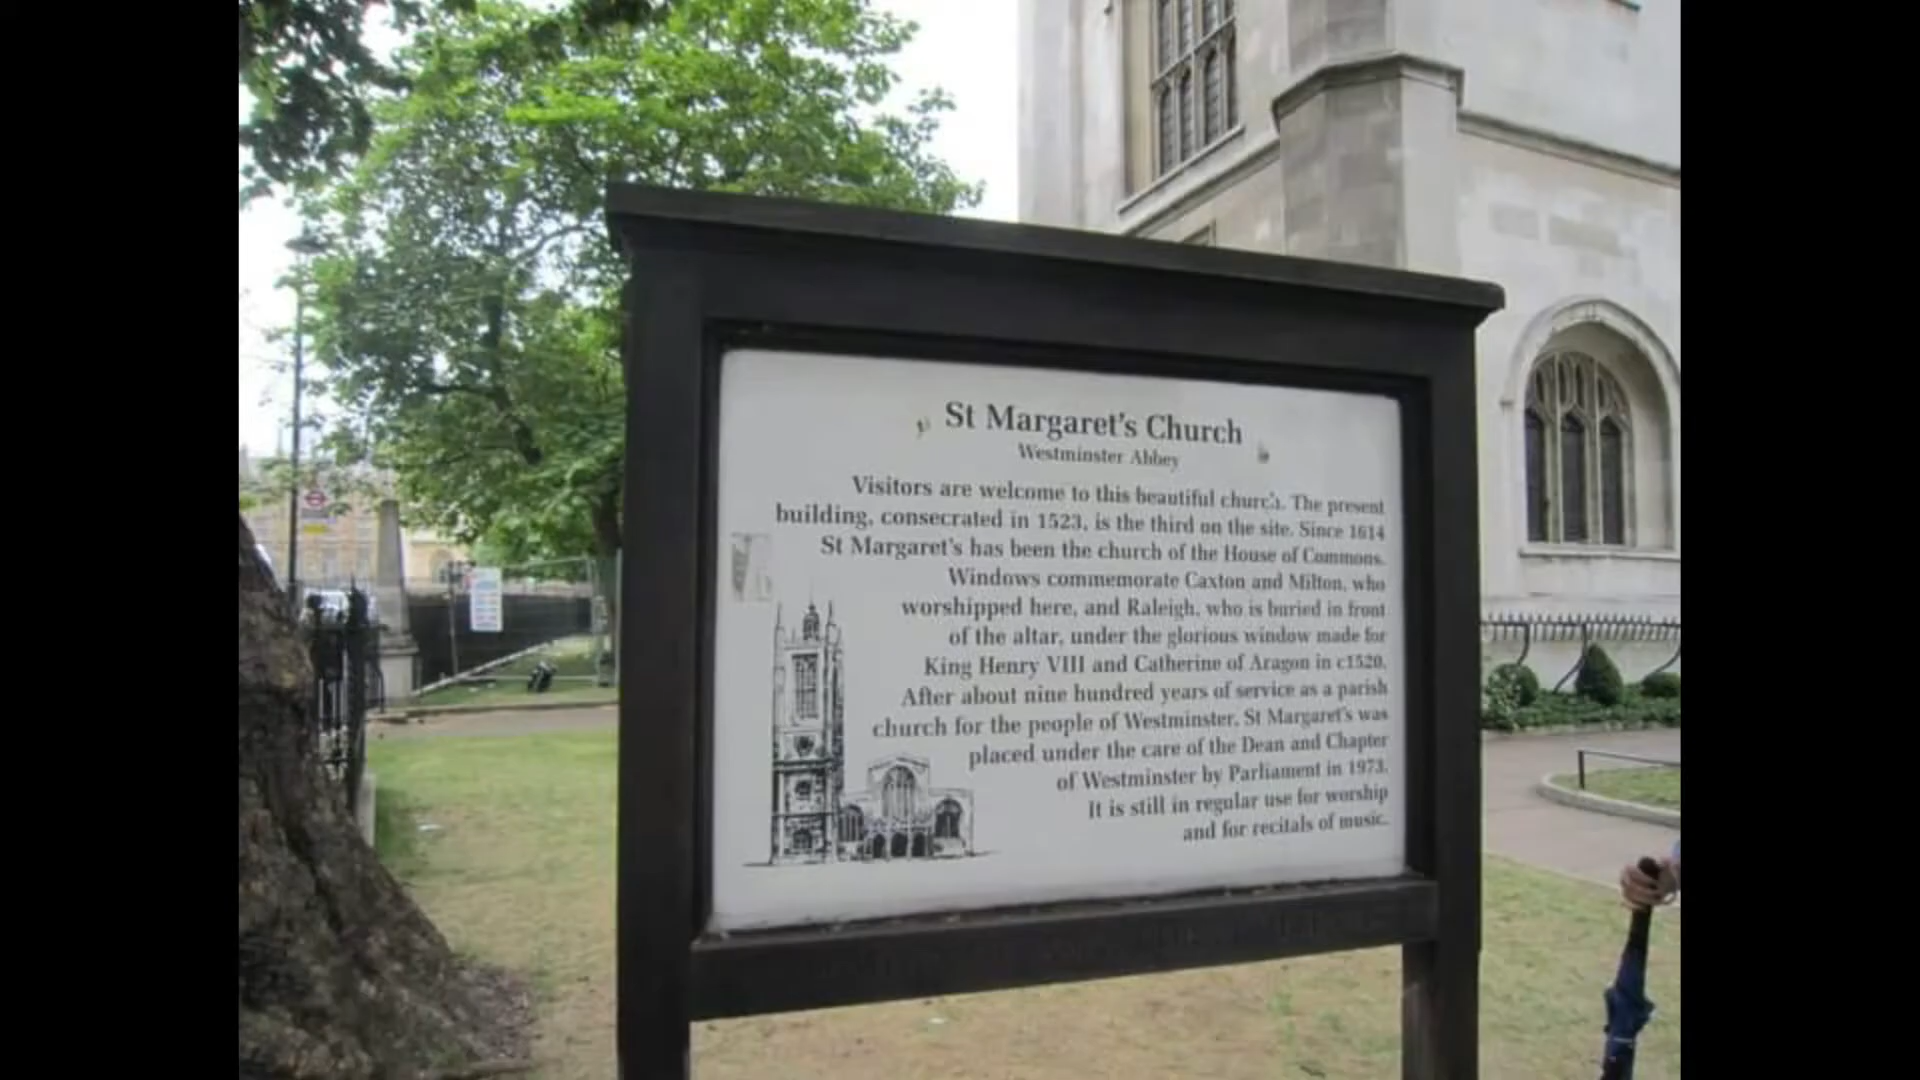 St Margaret's Church
Westminster Abbey
Visitors are welcome to this beautiful church. The present
building, consecrated in 1523, is the third on the site. Since 1614
St Margaret's has been the church of the House of Commons.
Windows commemorate Caxton and Milton, who
worshipped here, and Raleigh, who is buried in front
of the altar, under the glorious window made for
King Henry VIII and Catherine of Aragon in c1520.
After about nine hundred years of service as a parish
church for the people of Westminster, St Margaret's was
placed under the care of the Dean and Chapter
of Westminster by Parliament in 1973.
It is still in regular use for worship
and for recitals of music.